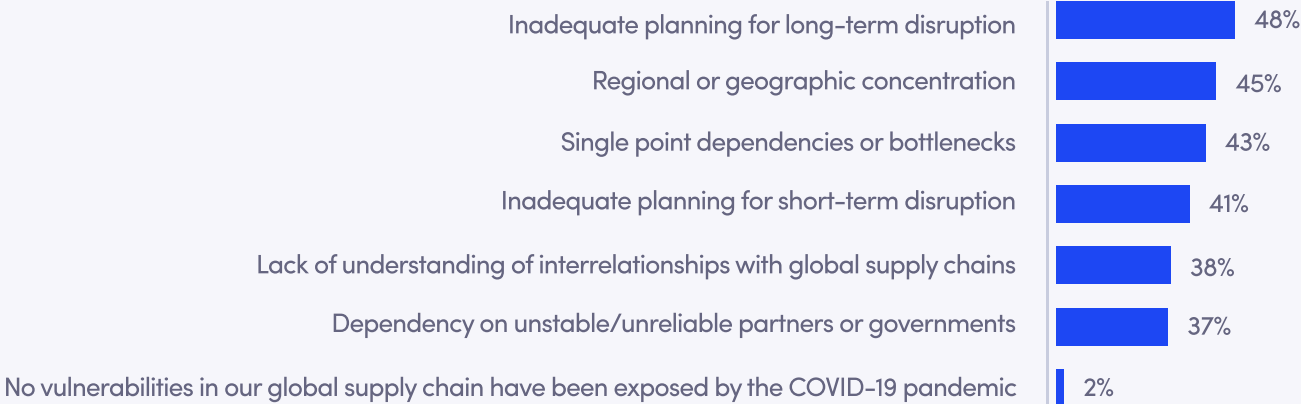 Inadequate planning for long-term disruption 48%
Regional or geographic concentration 45%
Single point dependencies or bottlenecks 43%
Inadequate planning for short-term disruption 41%
Lack of understanding of interrelationships with global supply chains 38%
Dependency on unstable/unreliable partners or governments 37%
No vulnerabilities in our global supply chain have been exposed by the COVID-19 pandemic 2%